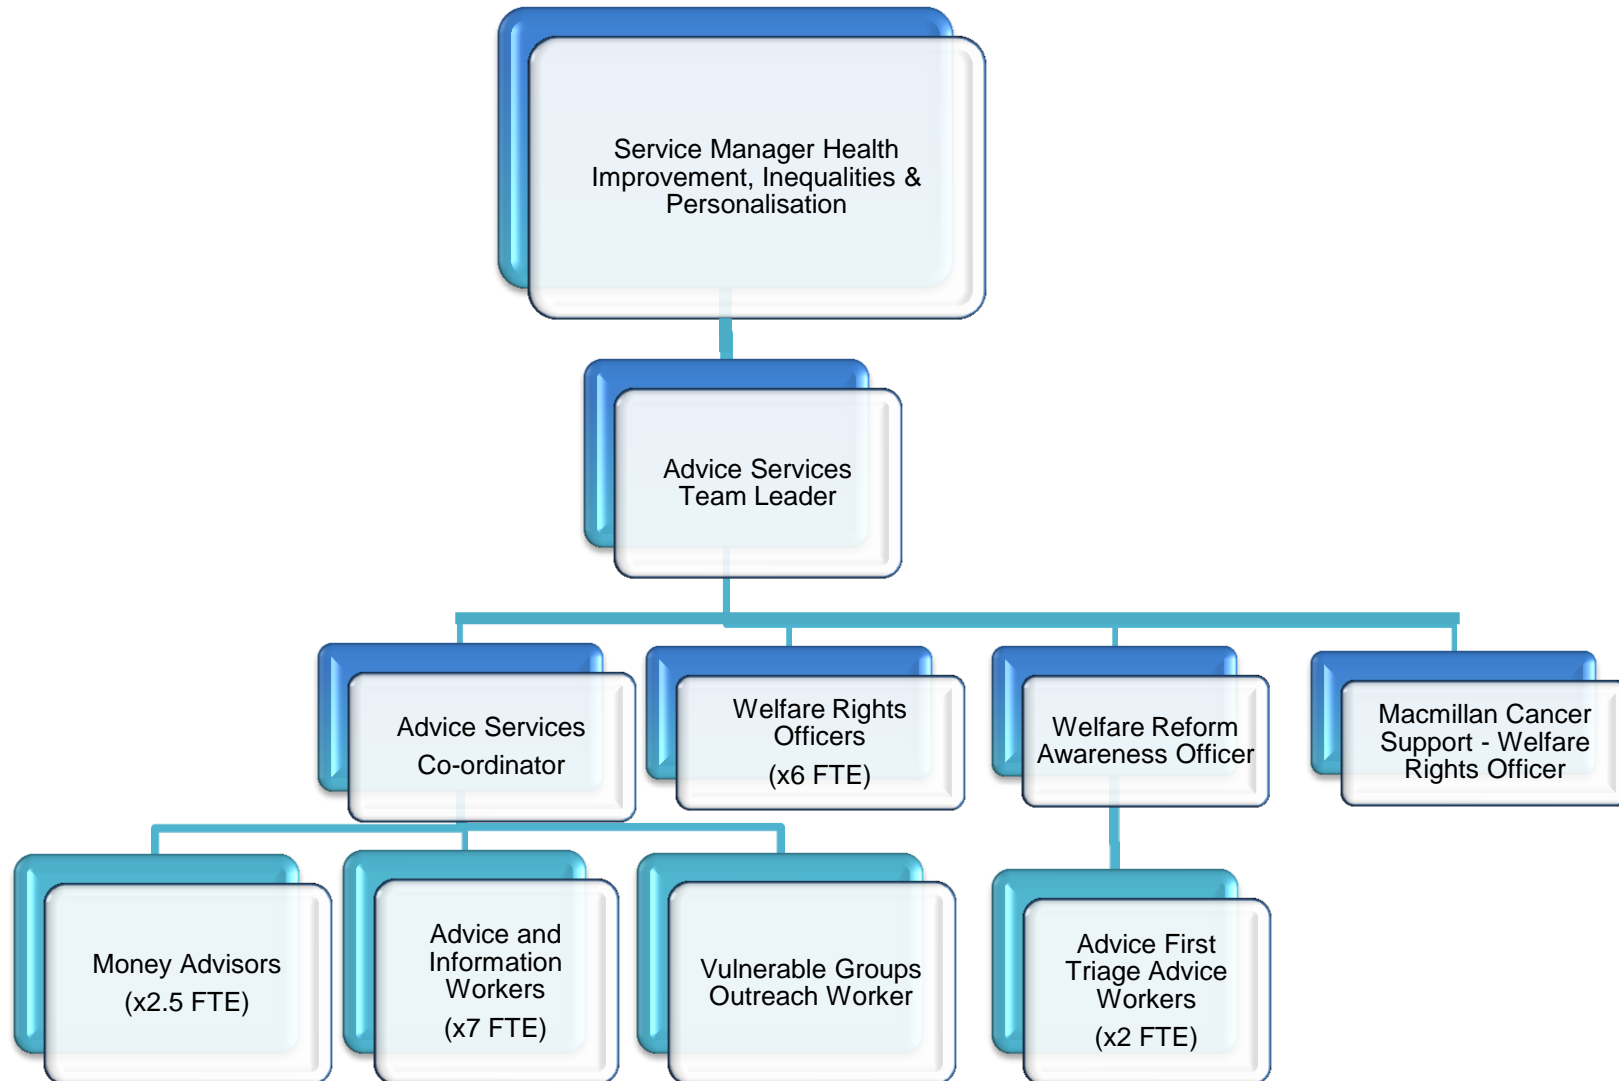 Service Manager Health
Improvement, Inequalities &
Personalisation
Advice Services
Team Leader
Advice Services
Co-ordinator
Welfare Rights
Officers
(x6 FTE)
Welfare Reform
Awareness Officer
Macmillan Cancer
Support - Welfare
Rights Officer
Money Advisors
(x2.5 FTE)
Advice and
Information
Workers
(x7 FTE)
Vulnerable Groups
Outreach Worker
Advice First
Triage Advice
Workers
(x2 FTE)